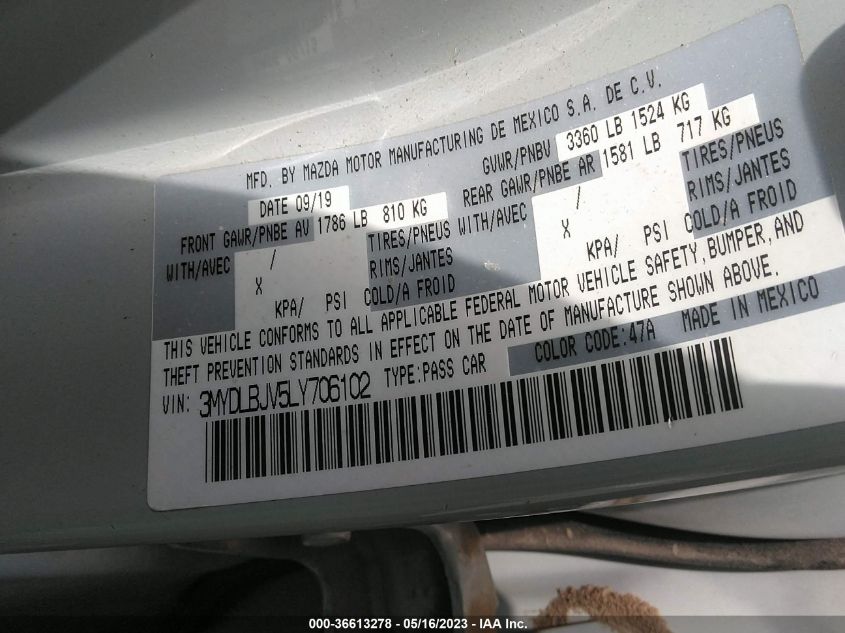 MFD. BY MAZDA MOTOR MANUFACTURING DE MEXICO S.A. DE C.V.
DATE 09/19 GVWR/PNBV 3360 LB 1524 KG
FRONT GAWR/PNBE AV 1786 LB 810 KG REAR GAWR/PNBE AR 1581 LB 717 KG
WITH/AVEC / TIRES/PNEUS WITH/AVEC / TIRES/PNEUS
X RIMS/JANTES X RIMS/JANTES
KPA/ PSI COLD/A FROID KPA/ PSI COLD/A FROID
THIS VEHICLE CONFORMS TO ALL APPLICABLE FEDERAL MOTOR VEHICLE SAFETY, BUMPER, AND
THEFT PREVENTION STANDARDS IN EFFECT ON THE DATE OF MANUFACTURE SHOWN ABOVE.
VIN: 3MYDLBJV5LY706102 TYPE:PASS CAR COLOR CODE:47A MADE IN MEXICO
000-36613278 - 05/16/2023 - IAA Inc.